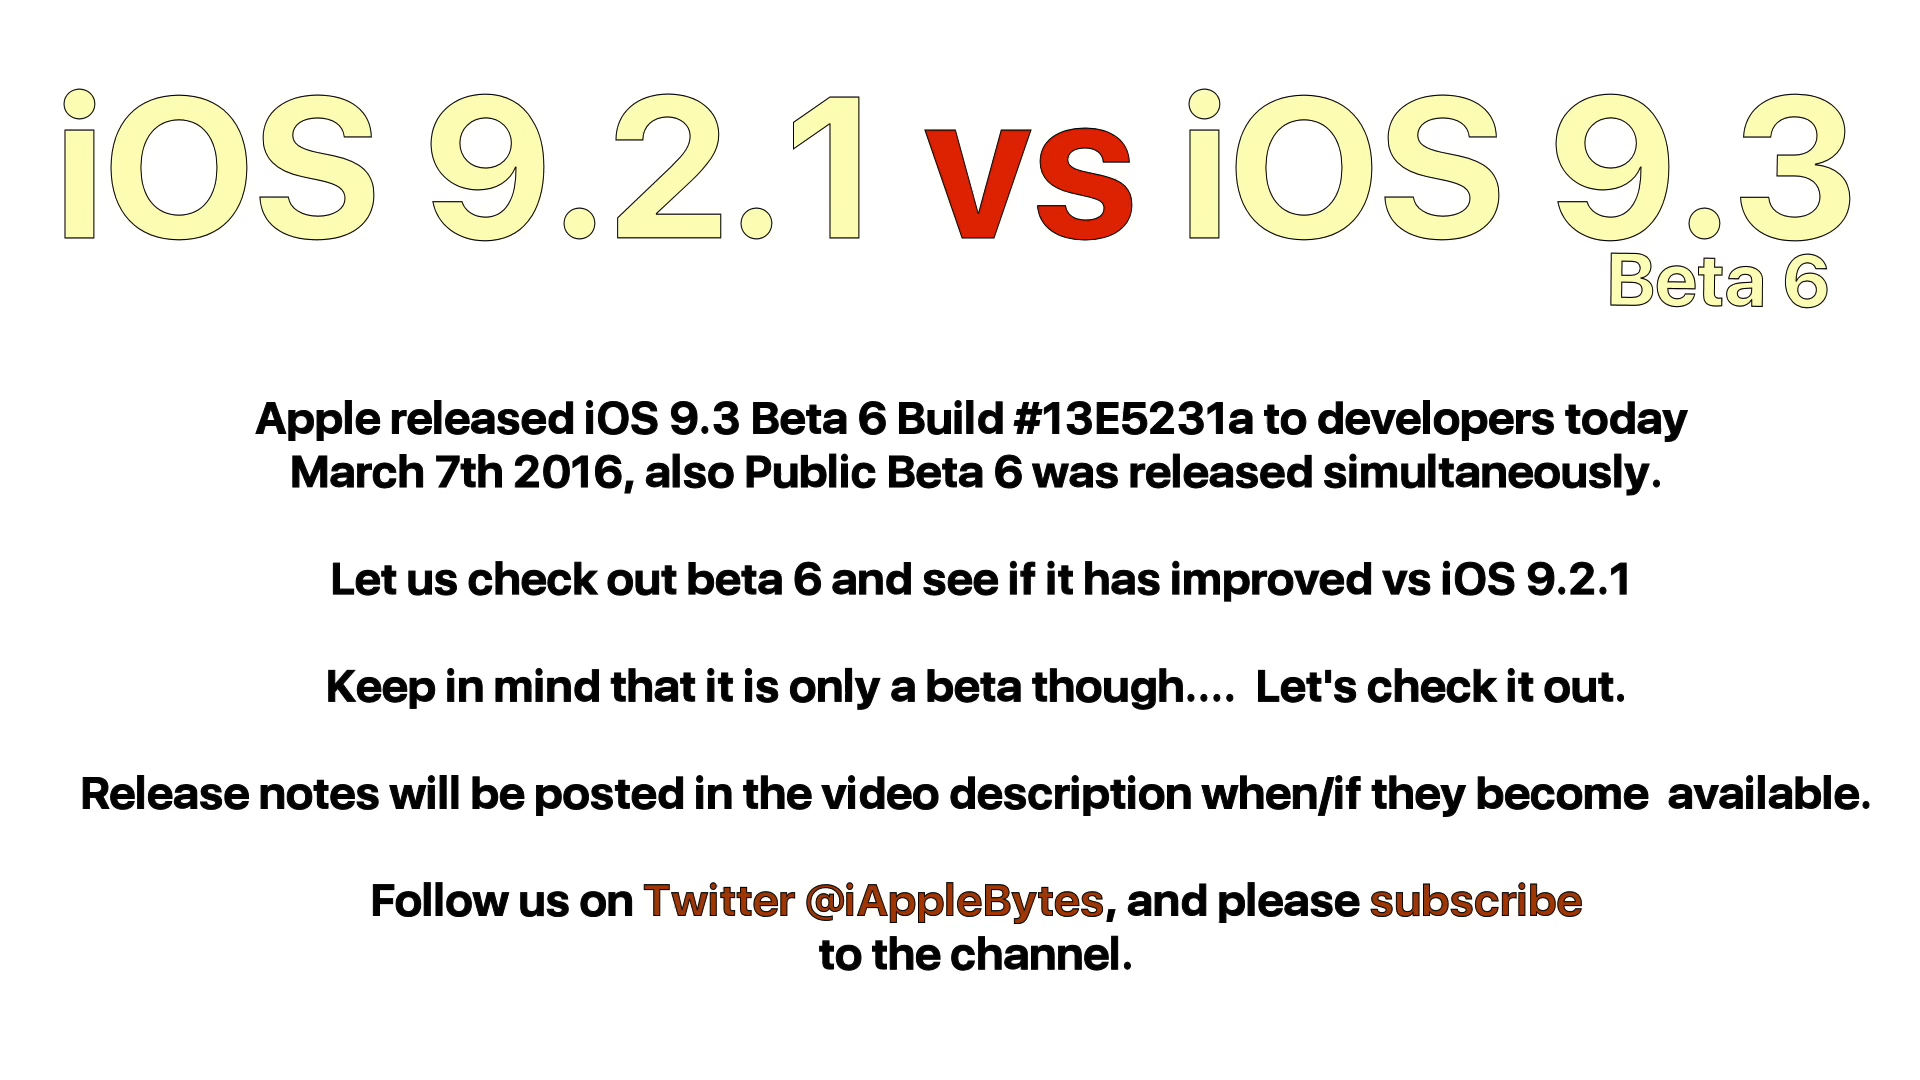 iOS 9.2.1 vs iOS 9.3
Beta 6
Apple released iOS 9.3 Beta 6 Build #13E5231a to developers today
March 7th 2016, also Public Beta 6 was released simultaneously.
Let us check out beta 6 and see if it has improved vs iOS 9.2.1
Keep in mind that it is only a beta though....  Let's check it out.
Release notes will be posted in the video description when/if they become  available.
Follow us on Twitter @iAppleBytes, and please subscribe
to the channel.